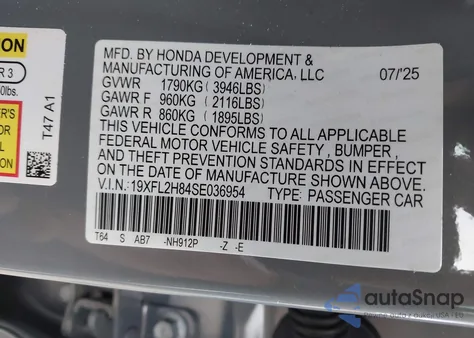 TION
R 3
0lbs.
T47 A1
MFD. BY HONDA DEVELOPMENT &
MANUFACTURING OF AMERICA, LLC 07/'25
GVWR 1790KG (3946LBS)
GAWR F 960KG (2116LBS)
GAWR R 860KG (1895LBS)
THIS VEHICLE CONFORMS TO ALL APPLICABLE
FEDERAL MOTOR VEHICLE SAFETY, BUMPER,
AND THEFT PREVENTION STANDARDS IN EFFECT
ON THE DATE OF MANUFACTURE SHOWN ABOVE.
V.I.N: 19XFL2H84SE036954 TYPE: PASSENGER CAR
T64 S AB7 -NH912P -Z -E
autoSnap